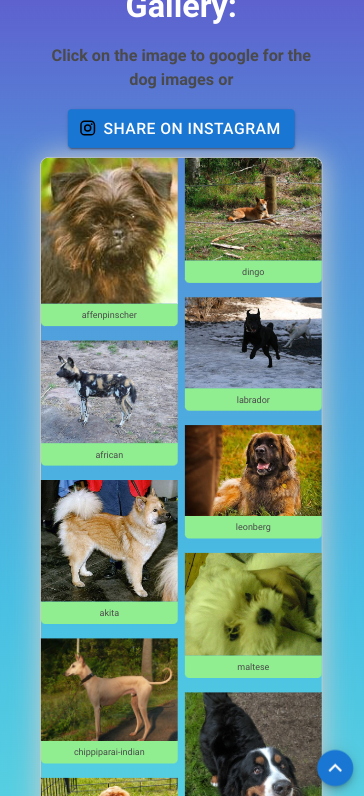 Gallery:
Click on the image to google for the
dog images or
SHARE ON INSTAGRAM
affenpinscher
african
akita
chippiparai-indian
dingo
labrador
leonberg
maltese